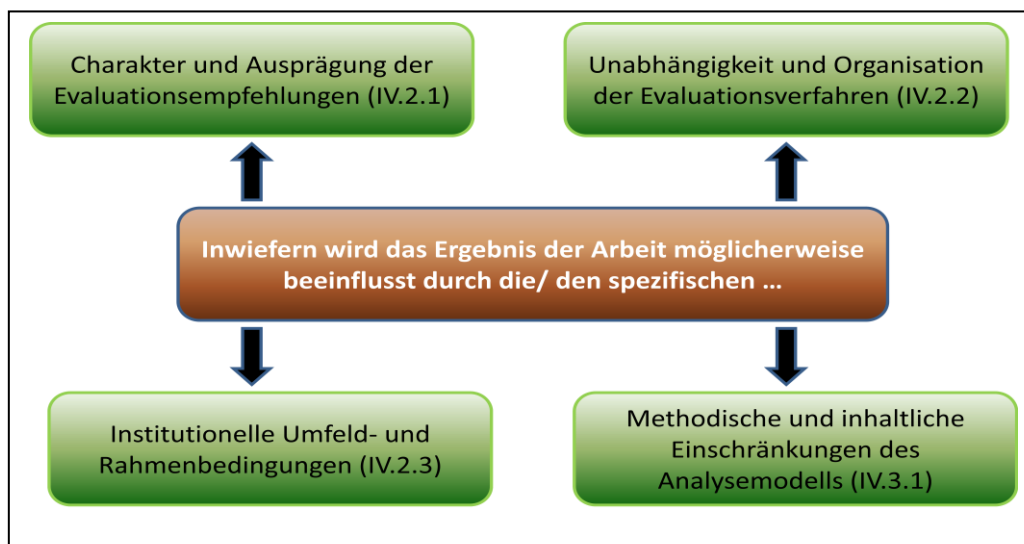 Charakter und Ausprägung der
Evaluationsempfehlungen (IV.2.1)
Unabhängigkeit und Organisation
der Evaluationsverfahren (IV.2.2)
Inwiefern wird das Ergebnis der Arbeit möglicherweise
beeinflusst durch die/ den spezifischen ...
Institutionelle Umfeld- und
Rahmenbedingungen (IV.2.3)
Methodische und inhaltliche
Einschränkungen des
Analysemodells (IV.3.1)